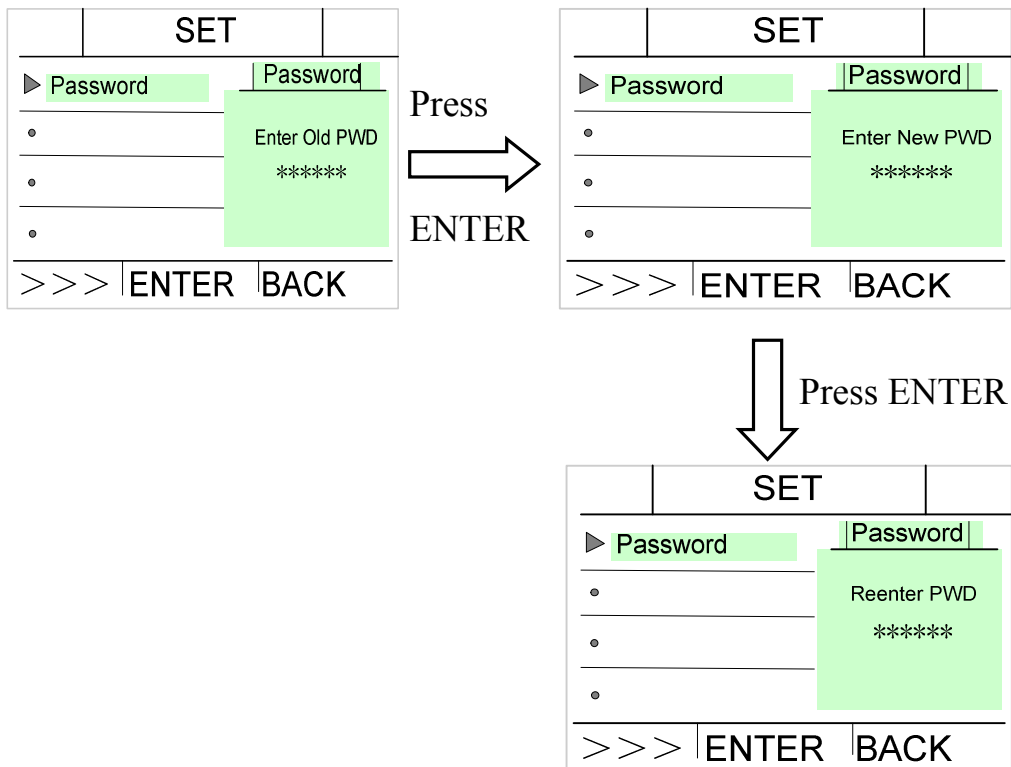 SET
Password
Password
Enter Old PWD
******
>>> ENTER BACK
Press
ENTER
SET
Password
Password
Enter New PWD
******
>>> ENTER BACK
Press ENTER
SET
Password
Password
Reenter PWD
******
>>> ENTER BACK